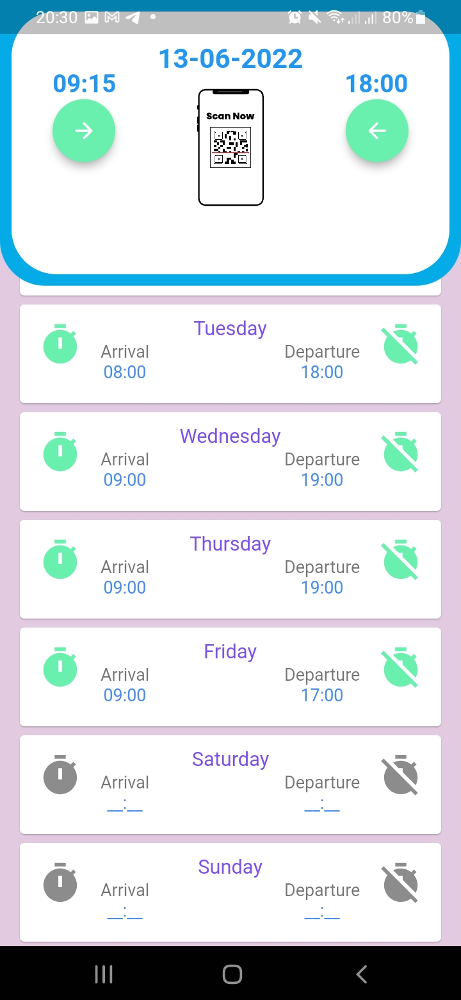 20:30 80%
13-06-2022
09:15 18:00
Scan Now
Tuesday
Arrival Departure
08:00 18:00
Wednesday
Arrival Departure
09:00 19:00
Thursday
Arrival Departure
09:00 19:00
Friday
Arrival Departure
09:00 17:00
Saturday
Arrival Departure
__:__ __:__
Sunday
Arrival Departure
__:__ __:__